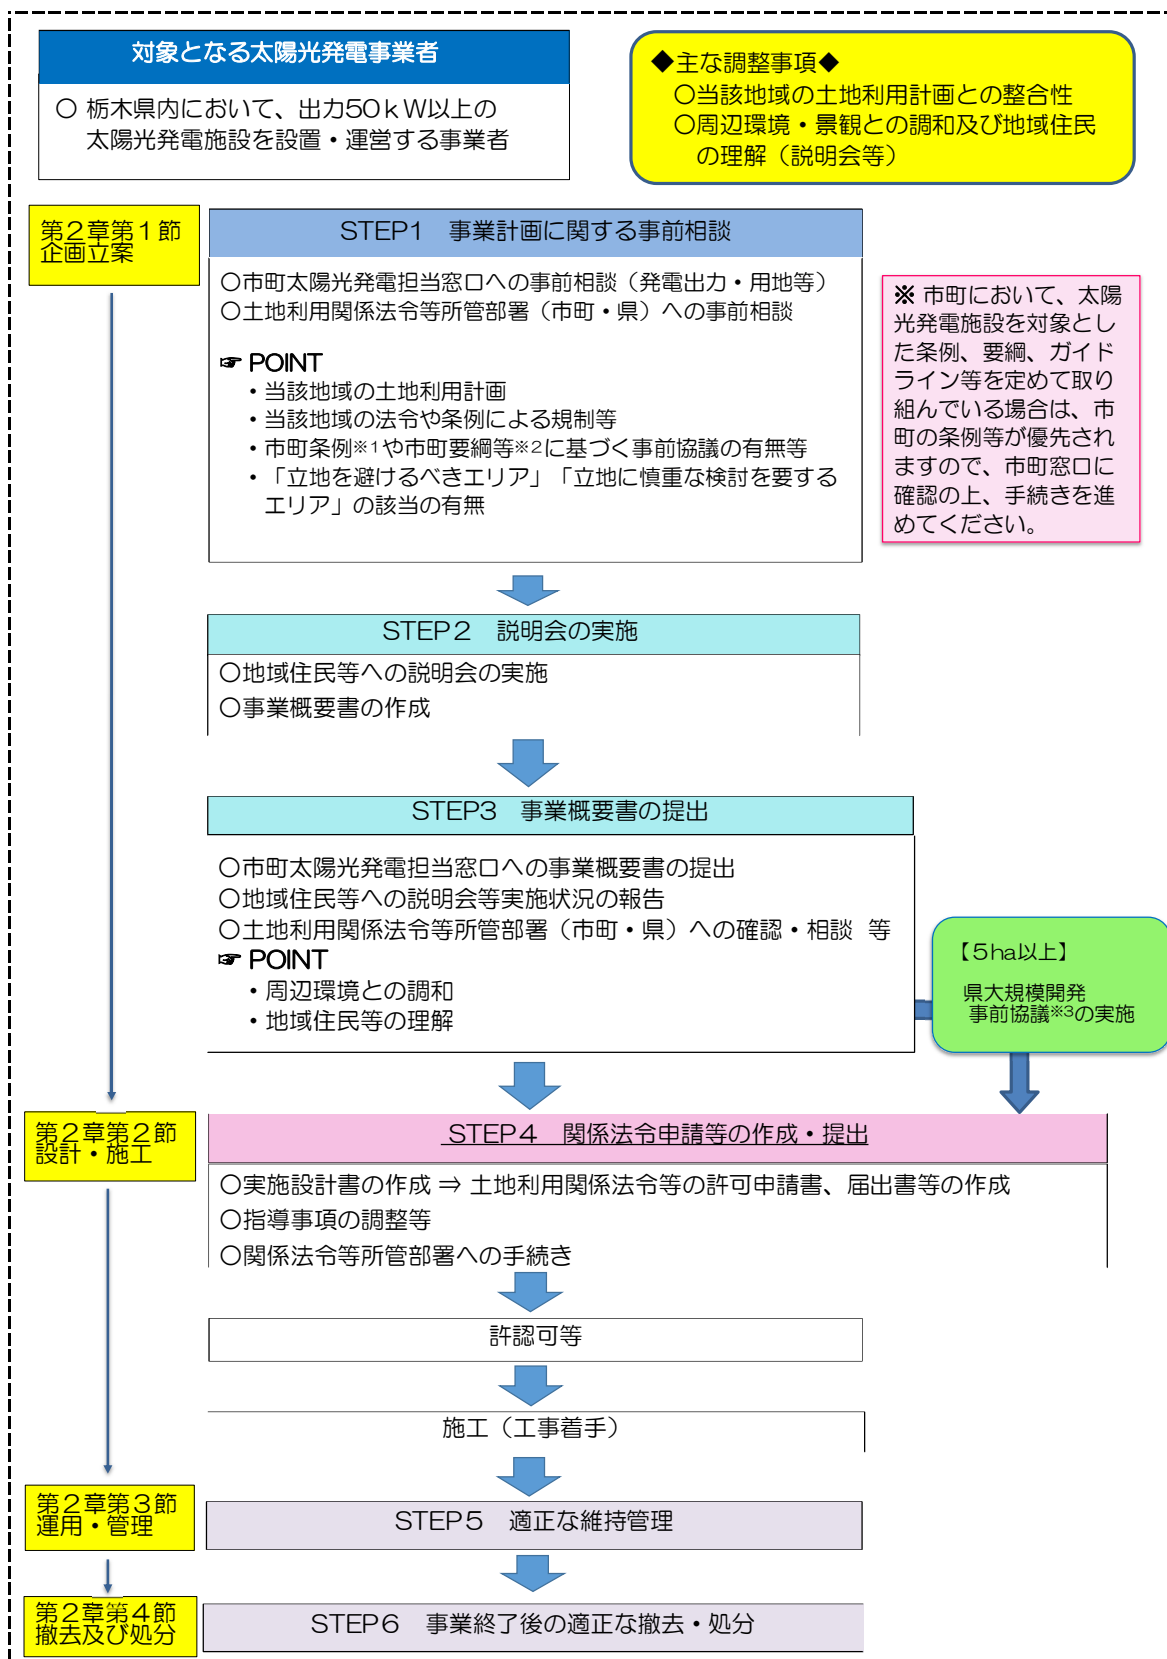 対象となる太陽光発電事業者
○ 栃木県内において、出力50kW以上の
太陽光発電施設を設置・運営する事業者
◆主な調整事項◆
○当該地域の土地利用計画との整合性
○周辺環境・景観との調和及び地域住民
の理解（説明会等）
第2章第1節
企画立案
STEP1　事業計画に関する事前相談
○市町太陽光発電担当窓口への事前相談（発電出力・用地等）
○土地利用関係法令等所管部署（市町・県）への事前相談
☞ POINT
・当該地域の土地利用計画
・当該地域の法令や条例による規制等
・市町条例※1や市町要綱等※2に基づく事前協議の有無等
・「立地を避けるべきエリア」「立地に慎重な検討を要する
エリア」の該当の有無
※ 市町において、太陽
光発電施設を対象とし
た条例、要綱、ガイド
ライン等を定めて取り
組んでいる場合は、市
町の条例等が優先され
ますので、市町窓口に
確認の上、手続きを進
めてください。
STEP2　説明会の実施
○地域住民等への説明会の実施
○事業概要書の作成
STEP3　事業概要書の提出
○市町太陽光発電担当窓口への事業概要書の提出
○地域住民等への説明会等実施状況の報告
○土地利用関係法令等所管部署（市町・県）への確認・相談 等
☞ POINT
・周辺環境との調和
・地域住民等の理解
【5ha以上】
県大規模開発
事前協議※3の実施
第2章第2節
設計・施工
STEP4　関係法令申請等の作成・提出
○実施設計書の作成 ⇒ 土地利用関係法令等の許可申請書、届出書等の作成
○指導事項の調整等
○関係法令等所管部署への手続き
許認可等
施工（工事着手）
第2章第3節
運用・管理
STEP5　適正な維持管理
第2章第4節
撤去及び処分
STEP6　事業終了後の適正な撤去・処分